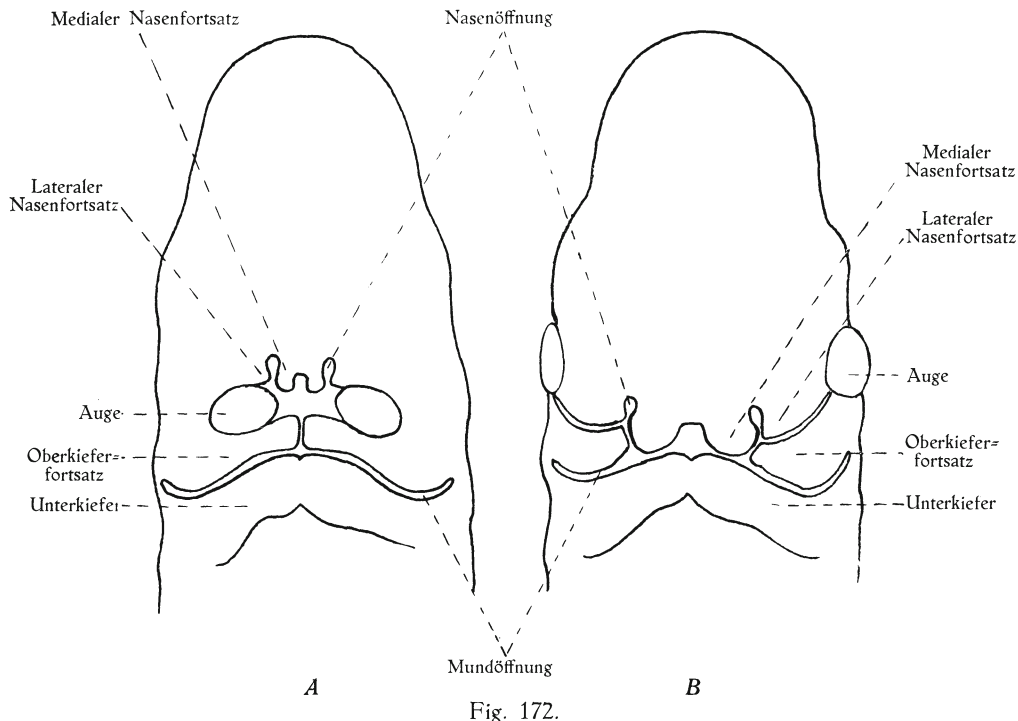 Medialer Nasenfortsatz
Nasenöffnung
Lateraler
Nasenfortsatz
Medialer
Nasenfortsatz
Lateraler
Nasenfortsatz
Auge
Auge
Oberkiefer=
fortsatz
Oberkiefer=
fortsatz
Unterkiefer
Unterkiefer
Mundöffnung
A
B
Fig. 172.